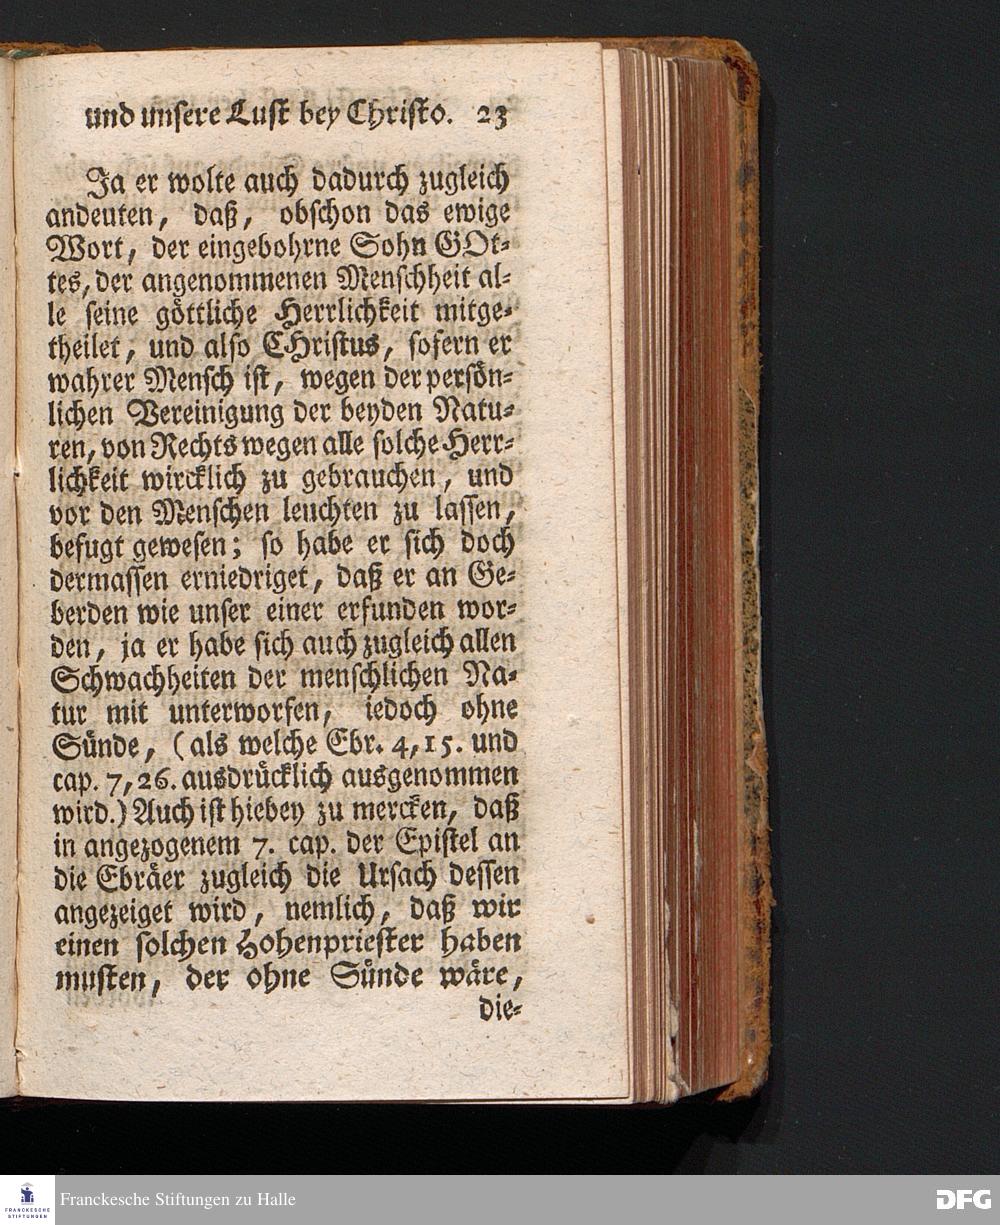 und unsere Lust bey Christo. 23
Ja er wolte auch dadurch zugleich
andeuten, daß, obschon das ewige
Wort, der eingebohrne Sohn GOt-
tes, der angenommenen Menschheit al-
le seine göttliche Herrlichkeit mitge-
theilet, und also CHristus, sofern er
wahrer Mensch ist, wegen der persön-
lichen Vereinigung der beyden Natu-
ren, von Rechts wegen alle solche Herr-
lichkeit wircklich zu gebrauchen, und
vor den Menschen leuchten zu lassen,
befugt gewesen; so habe er sich doch
dermassen erniedriget, daß er an Ge-
berden wie unser einer erfunden wor-
den, ja er habe sich auch zugleich allen
Schwachheiten der menschlichen Na-
tur mit unterworfen, iedoch ohne
Sünde, (als welche Ebr. 4, 15. und
cap. 7, 26. ausdrücklich ausgenommen
wird.) Auch ist hiebey zu mercken, daß
in angezogenem 7. cap. der Epistel an
die Ebräer zugleich die Ursach dessen
angezeiget wird, nemlich, daß wir
einen solchen Hohenpriester haben
musten, der ohne Sünde wäre,
die-
FRANCKESCHE
STIFTUNGEN
Franckesche Stiftungen zu Halle
DFG